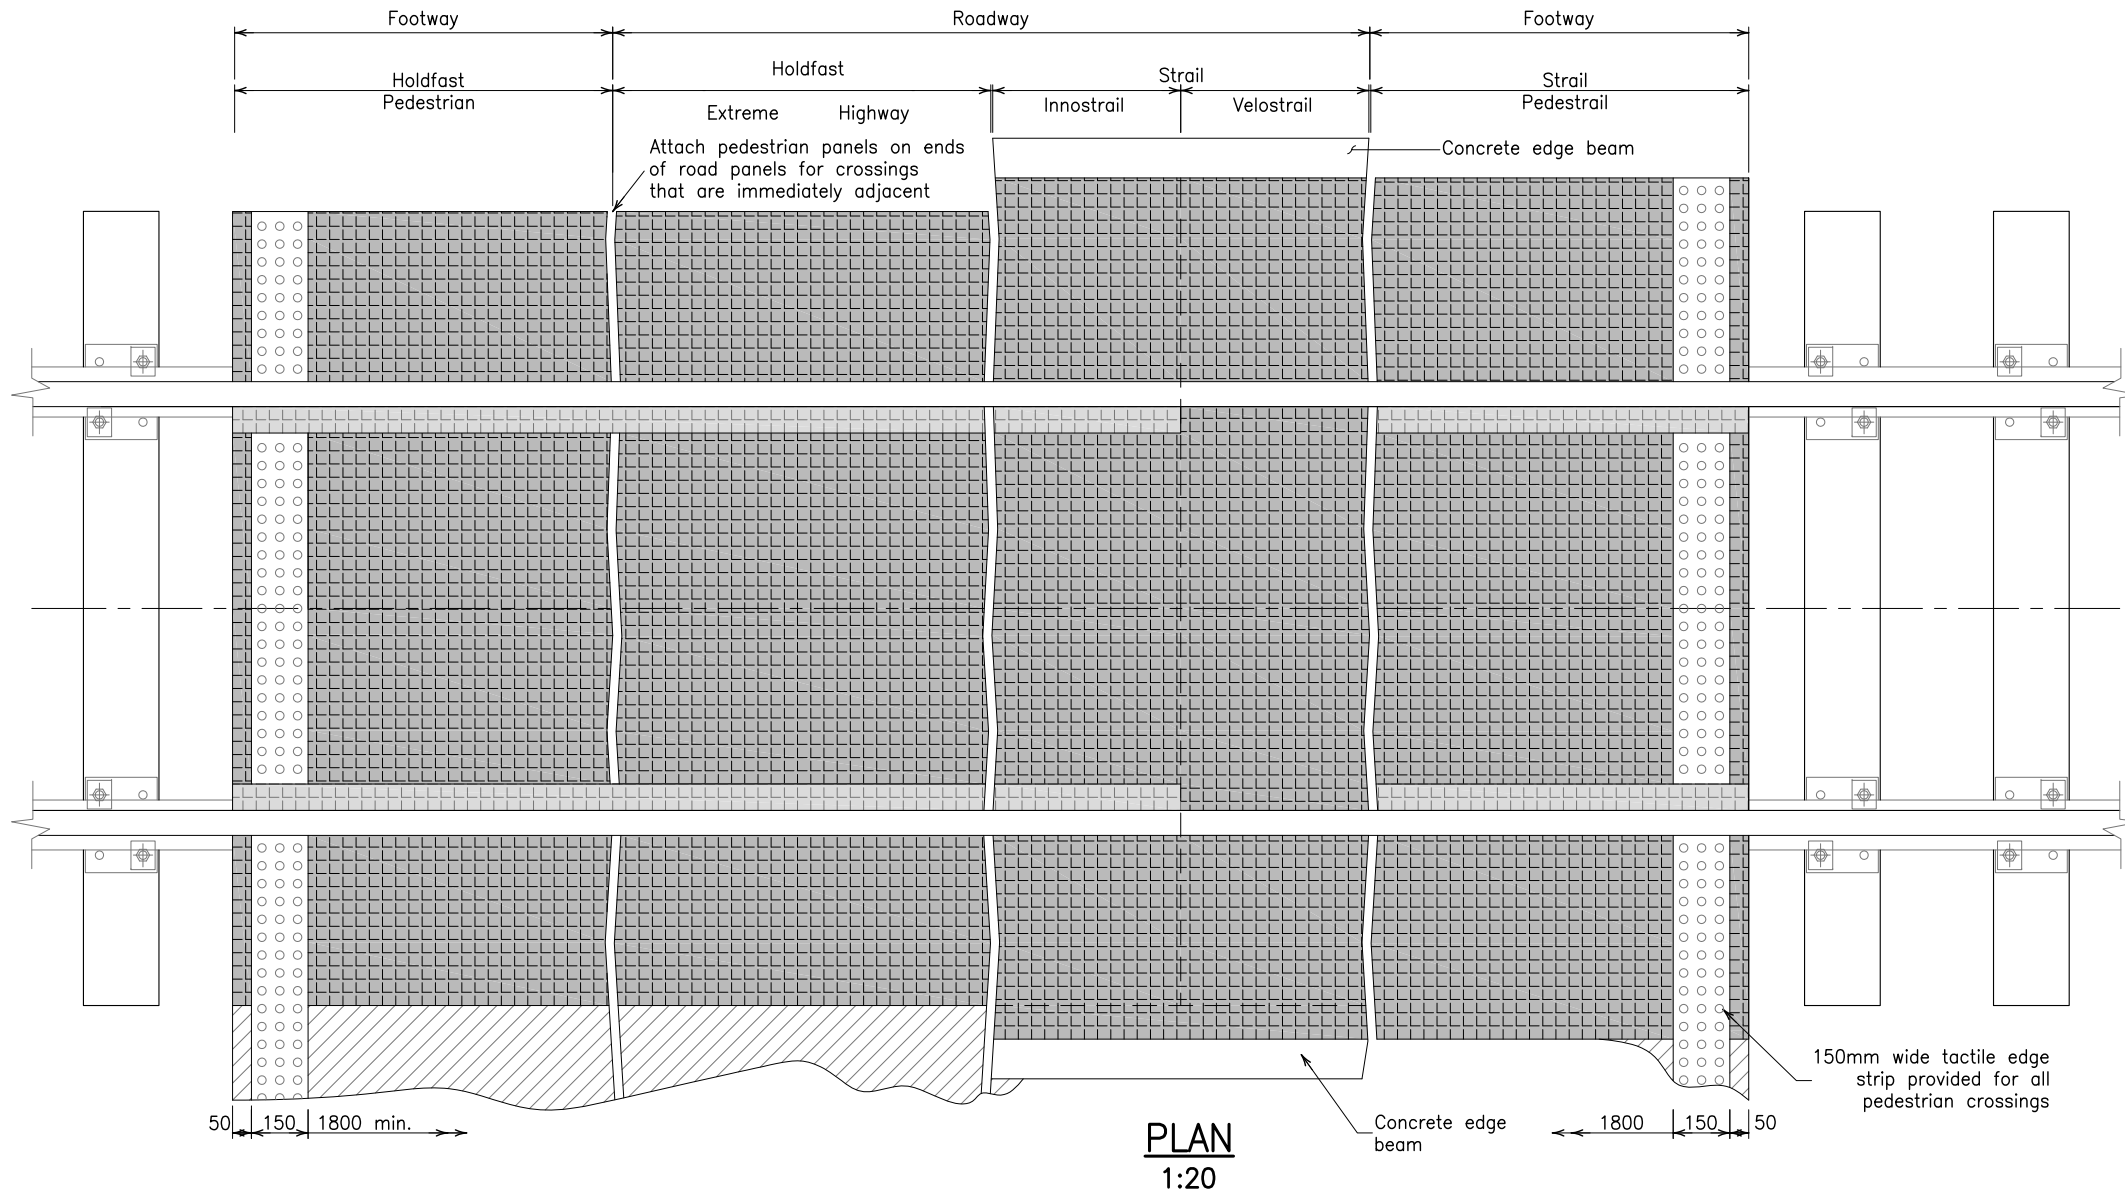 Footway
Roadway
Footway
Holdfast
Pedestrian
Holdfast
Extreme Highway
Strail
Innostrail Velostrail
Strail
Pedestrail
Attach pedestrian panels on ends
of road panels for crossings
that are immediately adjacent
Concrete edge beam
150mm wide tactile edge
strip provided for all
pedestrian crossings
50 150 1800 min.
Concrete edge
beam
1800 150 50
PLAN
1:20